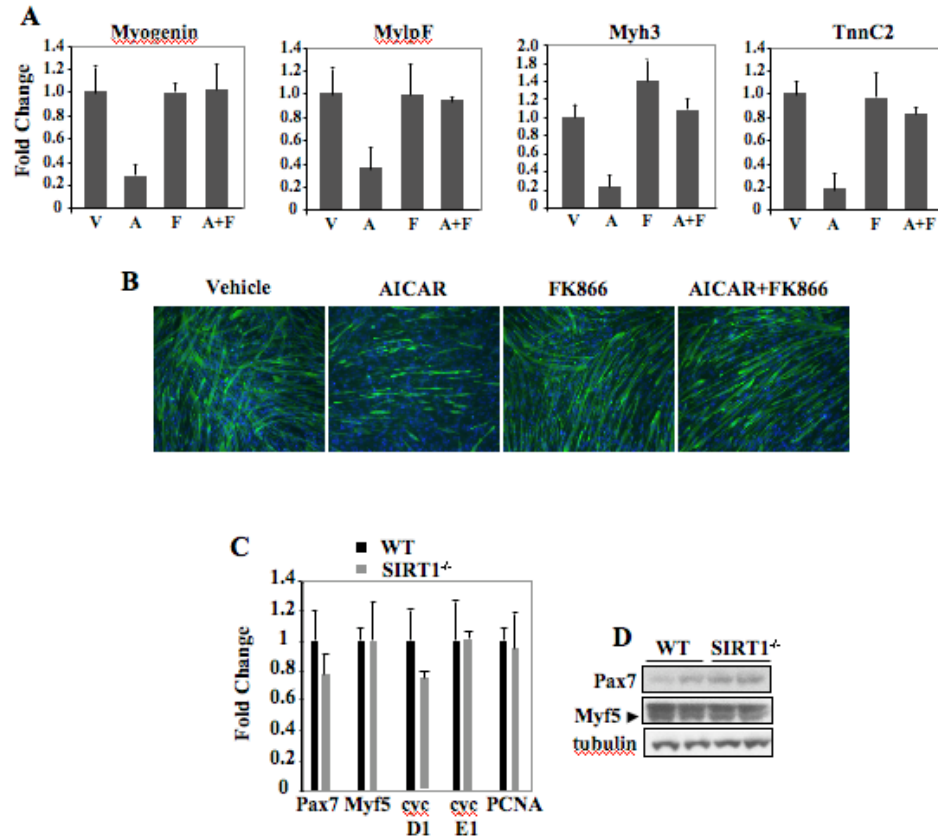 A
Myogenin
MylpF
Myh3
TnnC2
Fold Change
1.4
1.2
1.0
0.8
0.6
0.4
0.2
0
V A F A+F
1.4
1.2
1.0
0.8
0.6
0.4
0.2
0
V A F A+F
2.0
1.8
1.4
1.2
1.0
0.8
0.6
0.4
0.2
0
V A F A+F
1.4
1.2
1.0
0.8
0.6
0.4
0.2
0
V A F A+F
B
Vehicle AICAR FK866 AICAR+FK866
C
WT
SIRT1-/-
Fold Change
1.4
1.2
1
0.8
0.6
0.4
0.2
0
Pax7 Myf5 cyc D1 cyc E1 PCNA
D
WT SIRT1-/-
Pax7
Myf5 ►
tubulin